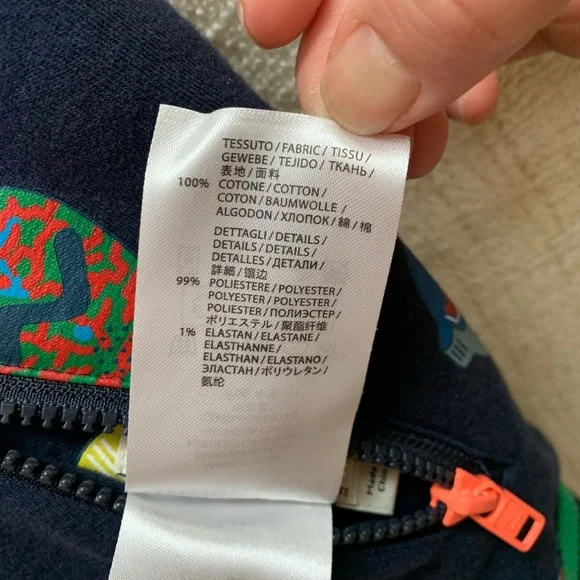 TESSUTO / FABRIC / TISSU /
GEWEBE / TEJIDO / ТКАНЬ /
表地 / 面料
100% COTONE / COTTON /
COTON / BAUMWOLLE /
ALGODON / ХЛОПОК / 綿 / 棉
DETTAGLI / DETAILS /
DETAILS / DETAILS /
DETALLES / ДЕТАЛИ /
詳細 / 镶边
99% POLIESTERE / POLYESTER /
POLYESTER / POLYESTER /
POLIESTER / ПОЛИЭСТЕР
/ ポリエステル / 聚酯纤维
1% ELASTAN / ELASTANE /
ELASTHANNE /
ELASTHAN / ELASTANO /
ЭЛАСТАН / ポリウレタン /
氨纶
Made
Chin